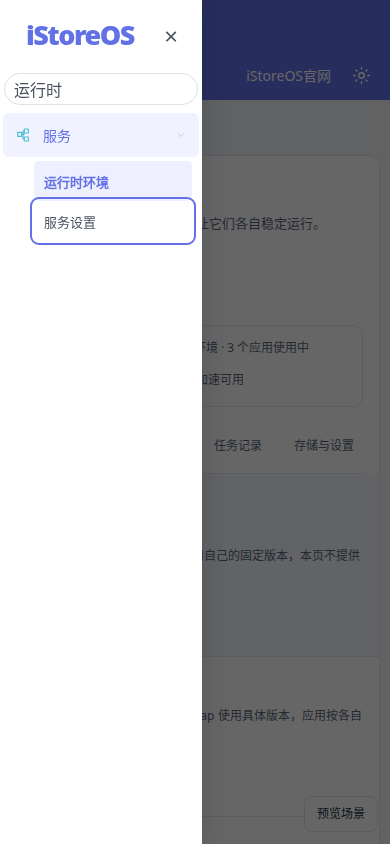 iStoreOS
iStoreOS官网
运行时
服务
运行时环境
服务设置
让它们各自稳定运行。
环境 · 3 个应用使用中
加速可用
任务记录
存储与设置
自己的固定版本，本页不提供
ap 使用具体版本，应用按各自
预览场景